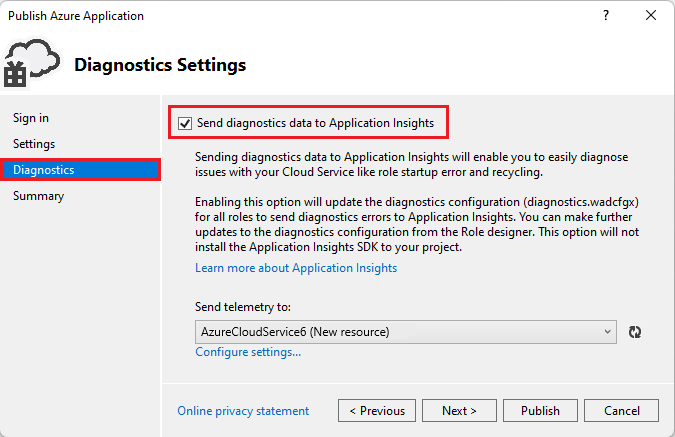 Publish Azure Application
?
Diagnostics Settings
Sign in
Settings
Diagnostics
Summary
Send diagnostics data to Application Insights
Sending diagnostics data to Application Insights will enable you to easily diagnose
issues with your Cloud Service like role startup error and recycling.
Enabling this option will update the diagnostics configuration (diagnostics.wadcfgx)
for all roles to send diagnostics errors to Application Insights. You can make further
updates to the diagnostics configuration from the Role designer. This option will not
install the Application Insights SDK to your project.
Learn more about Application Insights
Send telemetry to:
AzureCloudService6 (New resource)
Configure settings...
Online privacy statement
< Previous
Next >
Publish
Cancel